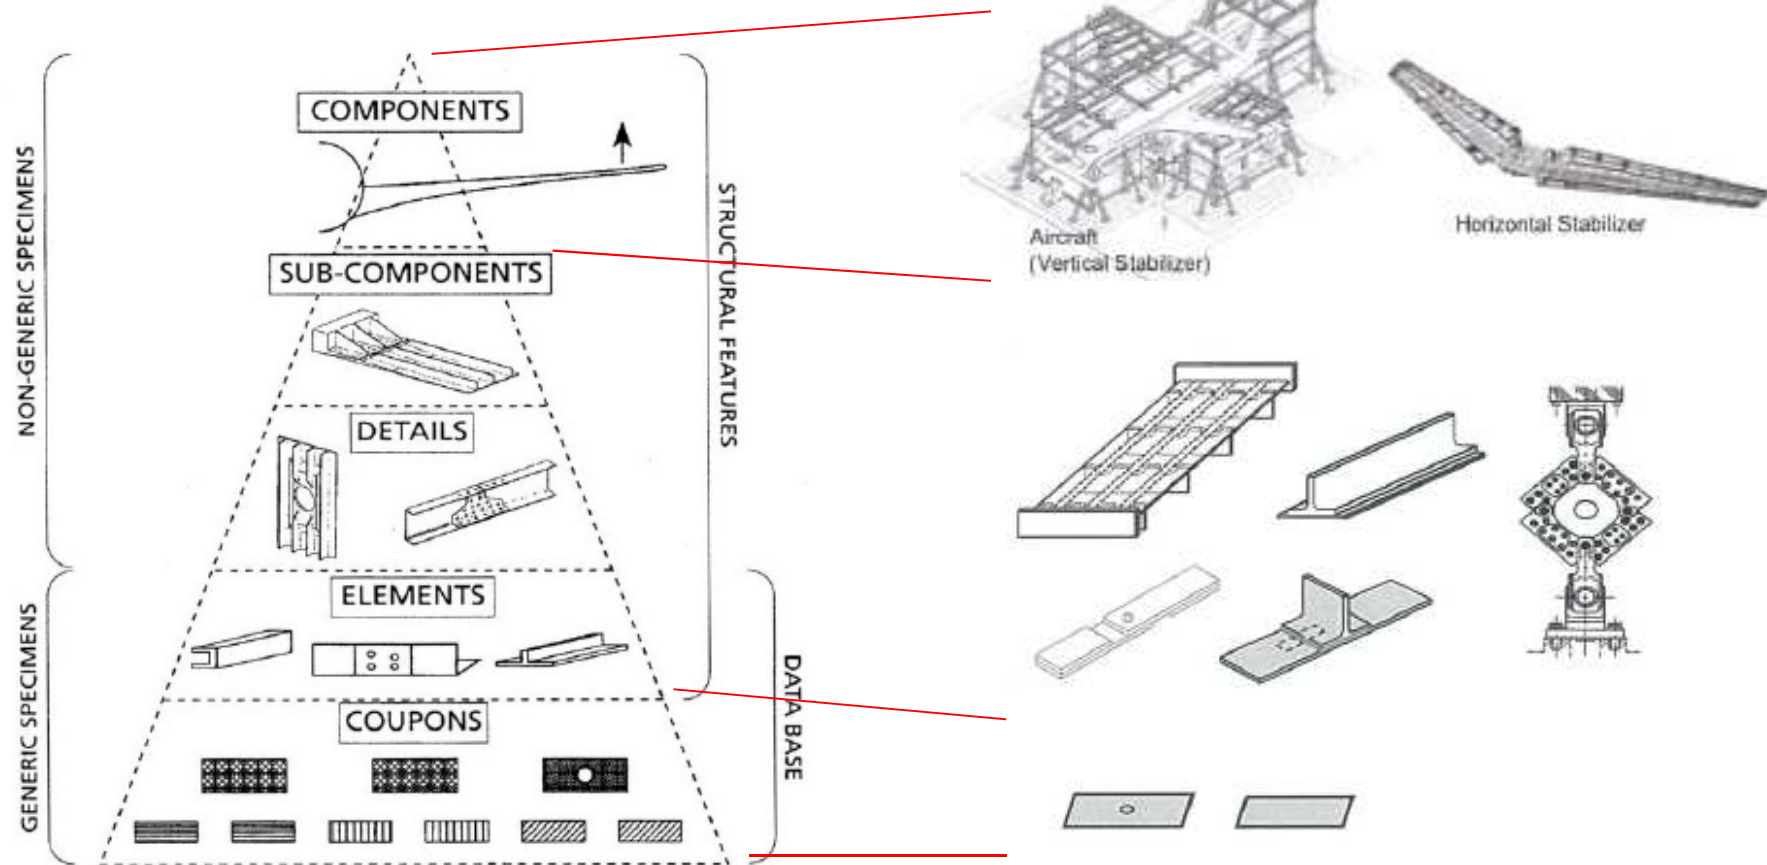 COMPONENTS
SUB-COMPONENTS
DETAILS
ELEMENTS
COUPONS
NON-GENERIC SPECIMENS
GENERIC SPECIMENS
STRUCTURAL FEATURES
DATA BASE
Aircraft
(Vertical Stabilizer)
Horizontal Stabilizer